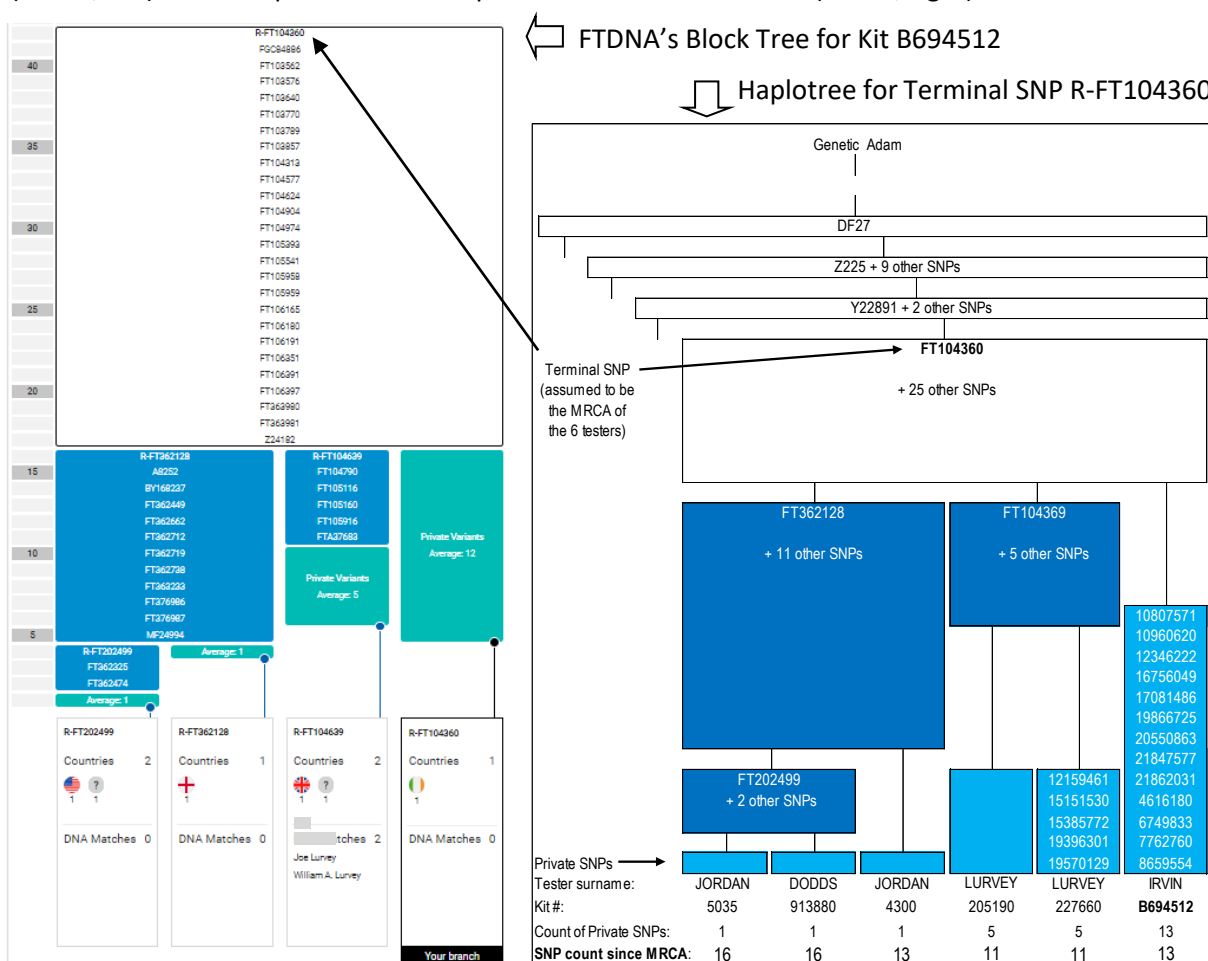 FTDNA's Block Tree for Kit B694512
Haplotree for Terminal SNP R-FT104360
R-FT104360
FGC84886
40
FT103562
FT103576
FT103640
FT103770
FT103789
35
FT103857
FT104313
FT104577
FT104624
FT104904
30
FT104974
FT105393
FT105541
FT105958
FT105959
25
FT106165
FT106180
FT106191
FT106351
FT106391
20
FT106397
FT363980
FT363981
Z24182
R-FT362128
15
A8252
BY168237
FT362449
FT362662
FT362712
10
FT362719
FT362738
FT363233
FT376986
FT376987
5
MF24994
R-FT104639
FT104790
FT105116
FT105160
FT105916
FTA37683
Private Variants
Average: 5
Private Variants
Average: 12
R-FT202499
FT362325
FT362474
Average: 1
Average: 1
R-FT202499
Countries 2
?
1 1
DNA Matches 0
R-FT362128
Countries 1
1
DNA Matches 0
R-FT104639
Countries 2
?
1 1
tches 2
Joe Lurvey
William A. Lurvey
R-FT104360
Countries 1
1
DNA Matches 0
Your branch
Genetic Adam
DF27
Z225 + 9 other SNPs
Y22891 + 2 other SNPs
FT104360
+ 25 other SNPs
Terminal SNP
(assumed to be
the MRCA of
the 6 testers)
FT362128
+ 11 other SNPs
FT104369
+ 5 other SNPs
FT202499
+ 2 other SNPs
12159461
15151530
15385772
19396301
19570129
10807571
10960620
12346222
16756049
17081486
19866725
20550863
21847577
21862031
4616180
6749833
7762760
8659554
Private SNPs
Tester surname: JORDAN DODDS JORDAN LURVEY LURVEY IRVIN
Kit #: 5035 913880 4300 205190 227660 B694512
Count of Private SNPs: 1 1 1 5 5 13
SNP count since MRCA: 16 16 13 11 11 13